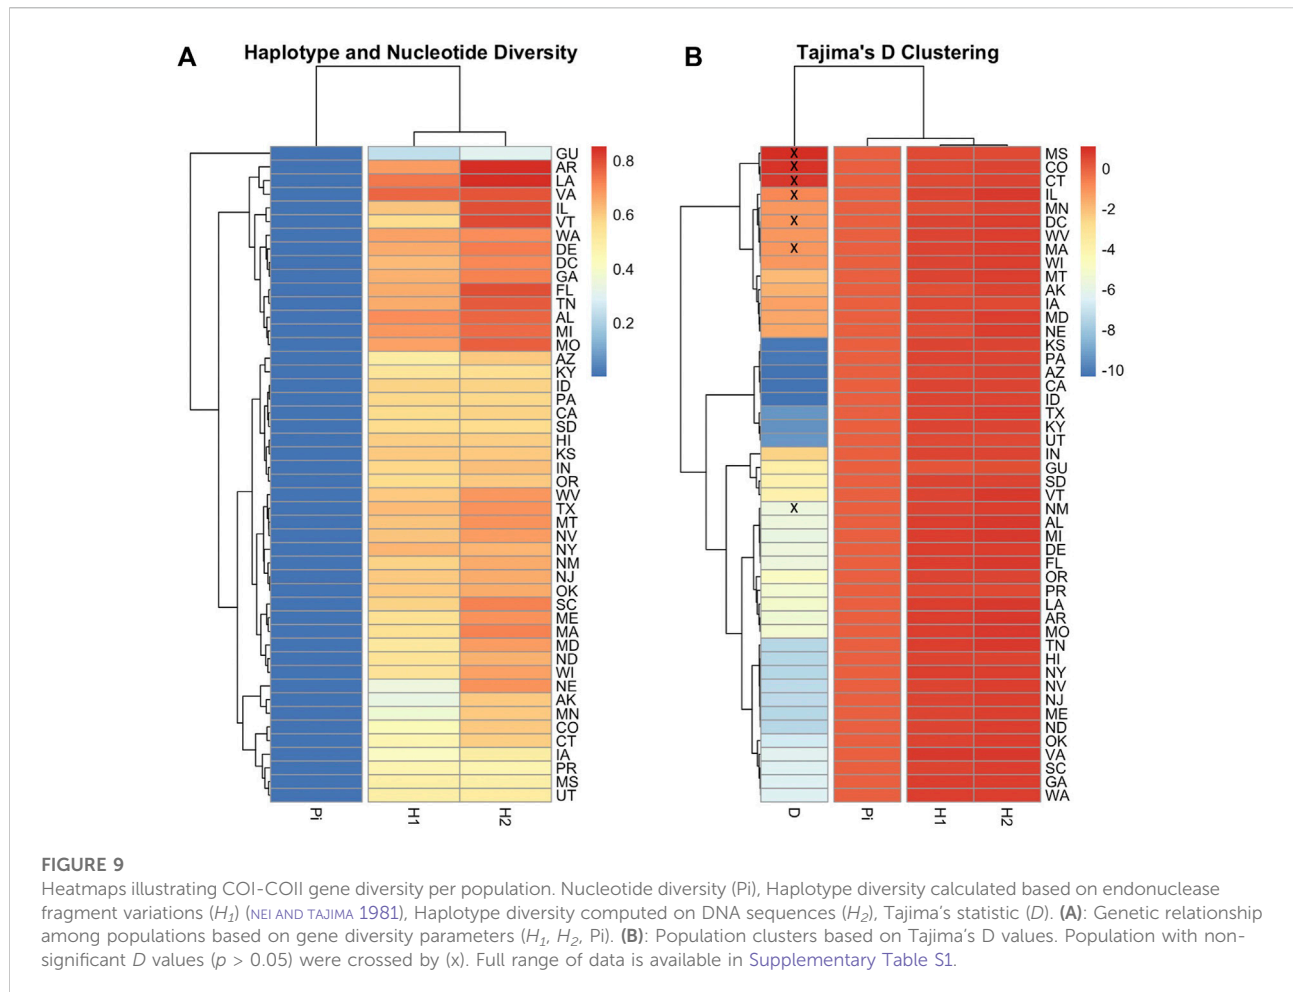 A
Haplotype and Nucleotide Diversity
GU
AR
LA
VA
IL
VT
WA
DE
DC
GA
FL
TN
AL
MI
MO
AZ
KY
ID
PA
CA
SD
HI
KS
IN
OR
WV
TX
MT
NV
NY
NM
NJ
OK
SC
ME
MA
MD
ND
WI
NE
AK
MN
CO
CT
IA
PR
MS
UT
0.8
0.6
0.4
0.2
Pi
H1
H2
B
Tajima's D Clustering
X MS
X CO
X CT
X IL
MN
X DC
WV
X MA
WI
MT
AK
IA
MD
NE
KS
PA
AZ
CA
ID
TX
KY
UT
IN
GU
SD
VT
X NM
AL
MI
DE
FL
OR
PR
LA
AR
MO
TN
HI
NY
NV
NJ
ME
ND
OK
VA
SC
GA
WA
0
-2
-4
-6
-8
-10
D
Pi
H1
H2
FIGURE 9
Heatmaps illustrating COI-COII gene diversity per population. Nucleotide diversity (Pi), Haplotype diversity calculated based on endonuclease
fragment variations (H1) (NEI AND TAJIMA 1981), Haplotype diversity computed on DNA sequences (H2), Tajima's statistic (D). (A): Genetic relationship
among populations based on gene diversity parameters (H1, H2, Pi). (B): Population clusters based on Tajima's D values. Population with non-
significant D values (p > 0.05) were crossed by (x). Full range of data is available in Supplementary Table S1.